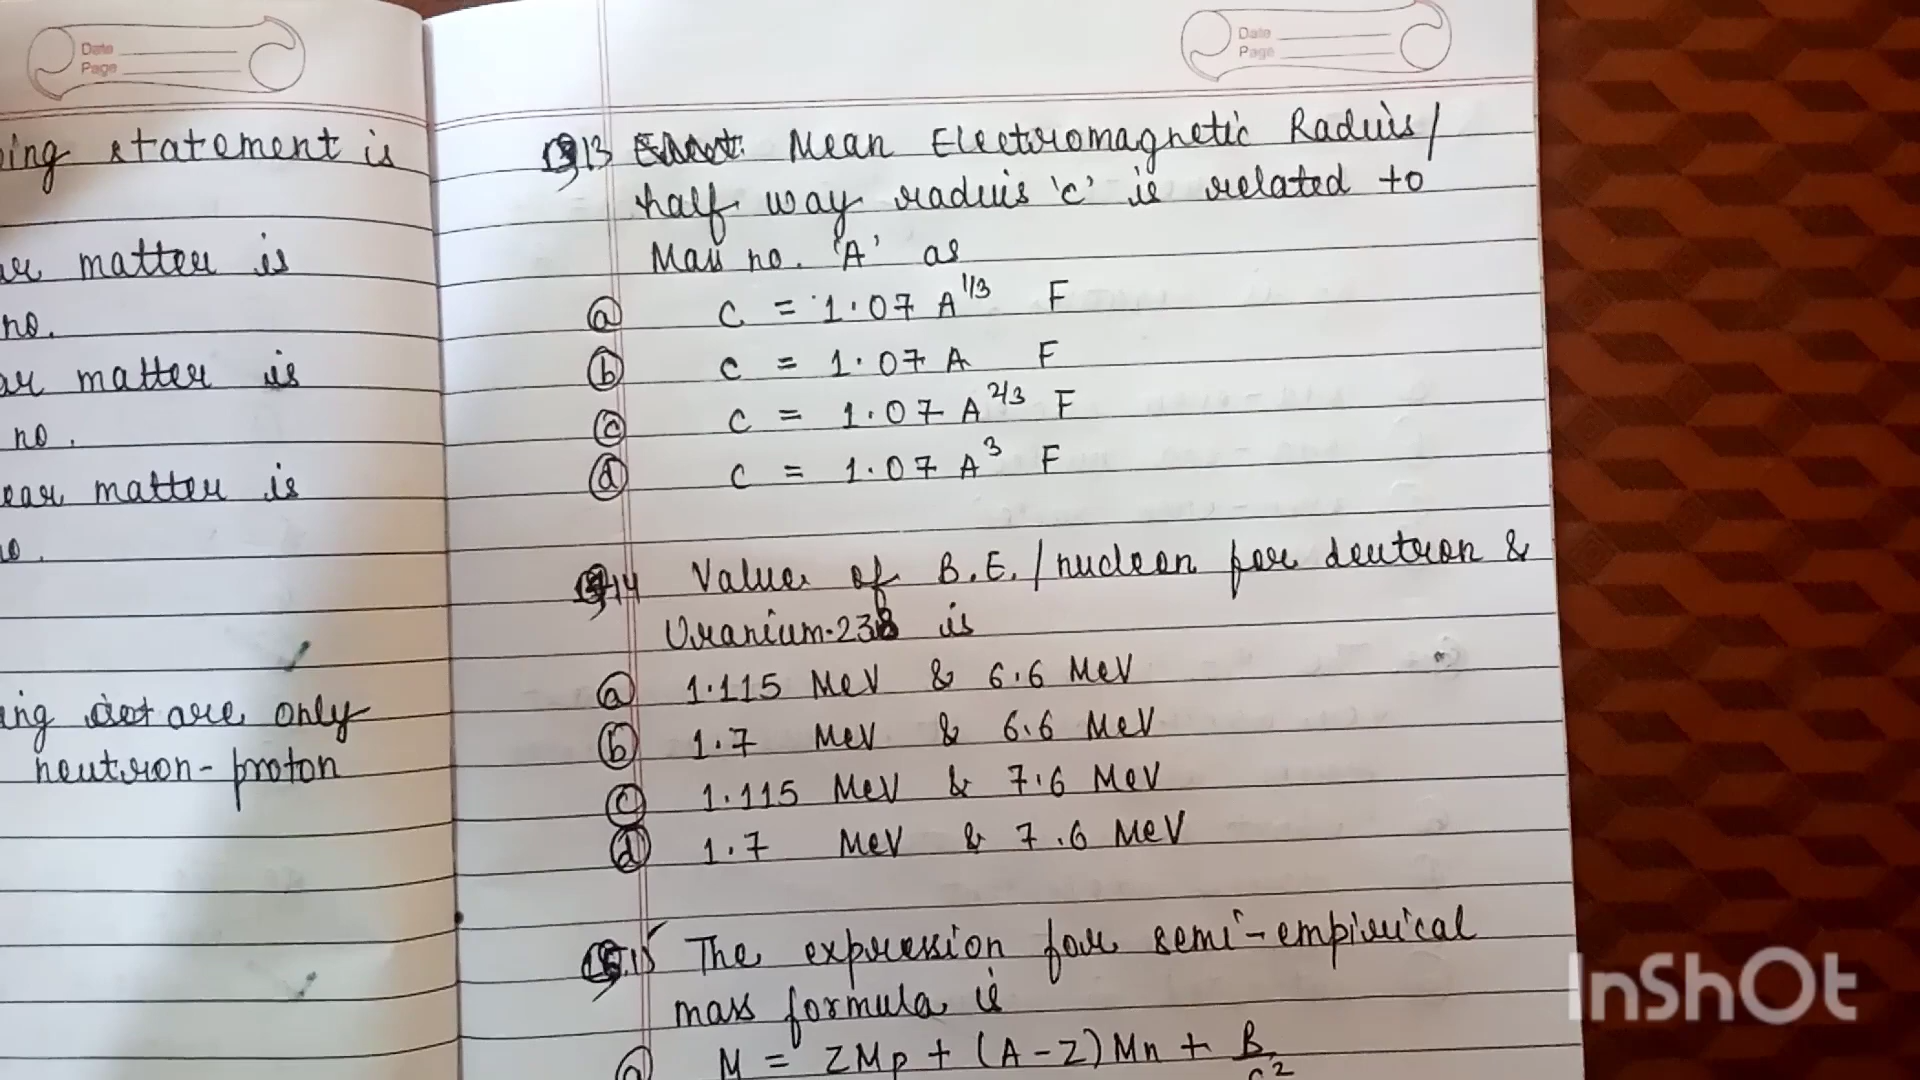 Date
Page
ing statement is
matter is
no.
matter is
no.
ear matter is
ing are only
neutron-proton
Date
Page
Q13 Mean Electromagnetic Radius/
half way radius 'c' is related to
Mass no. 'A' as
(a) c = 1.07 A^1/3 F
(b) c = 1.07 A F
(c) c = 1.07 A^2/3 F
(d) c = 1.07 A^3 F
Q14 Value of B.E./nucleon for deutron &
Uranium-238 is
(a) 1.115 MeV & 6.6 MeV
(b) 1.7 MeV & 6.6 MeV
(c) 1.115 MeV & 7.6 MeV
(d) 1.7 MeV & 7.6 MeV
Q.15 The expression for semi-empirical
mass formula is
(a) M = ZMp + (A-Z)Mn + B/c^2
InShOt